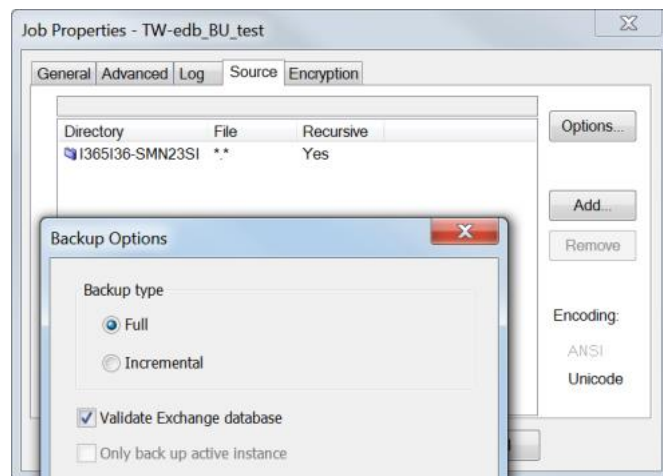 Job Properties - TW-edb_BU_test
General Advanced Log Source Encryption
Directory File Recursive
I365I36-SMN23SI *.* Yes
Options...
Add...
Remove
Encoding:
ANSI
Unicode
Backup Options
Backup type
Full
Incremental
Validate Exchange database
Only back up active instance